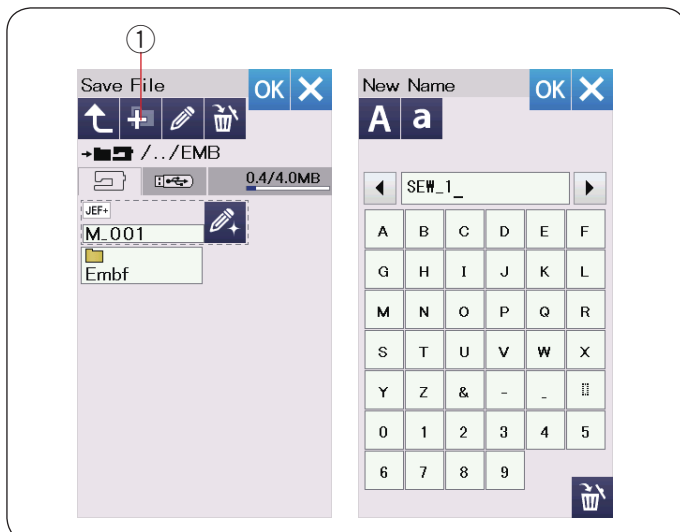 ①
Save File
OK
/../EMB
0.4/4.0MB
JEF+
M_001
Embf
New Name
OK
A a
SEW_1_
A B C D E F
G H I J K L
M N O P Q R
S T U V W X
Y Z & - _
0 1 2 3 4 5
6 7 8 9